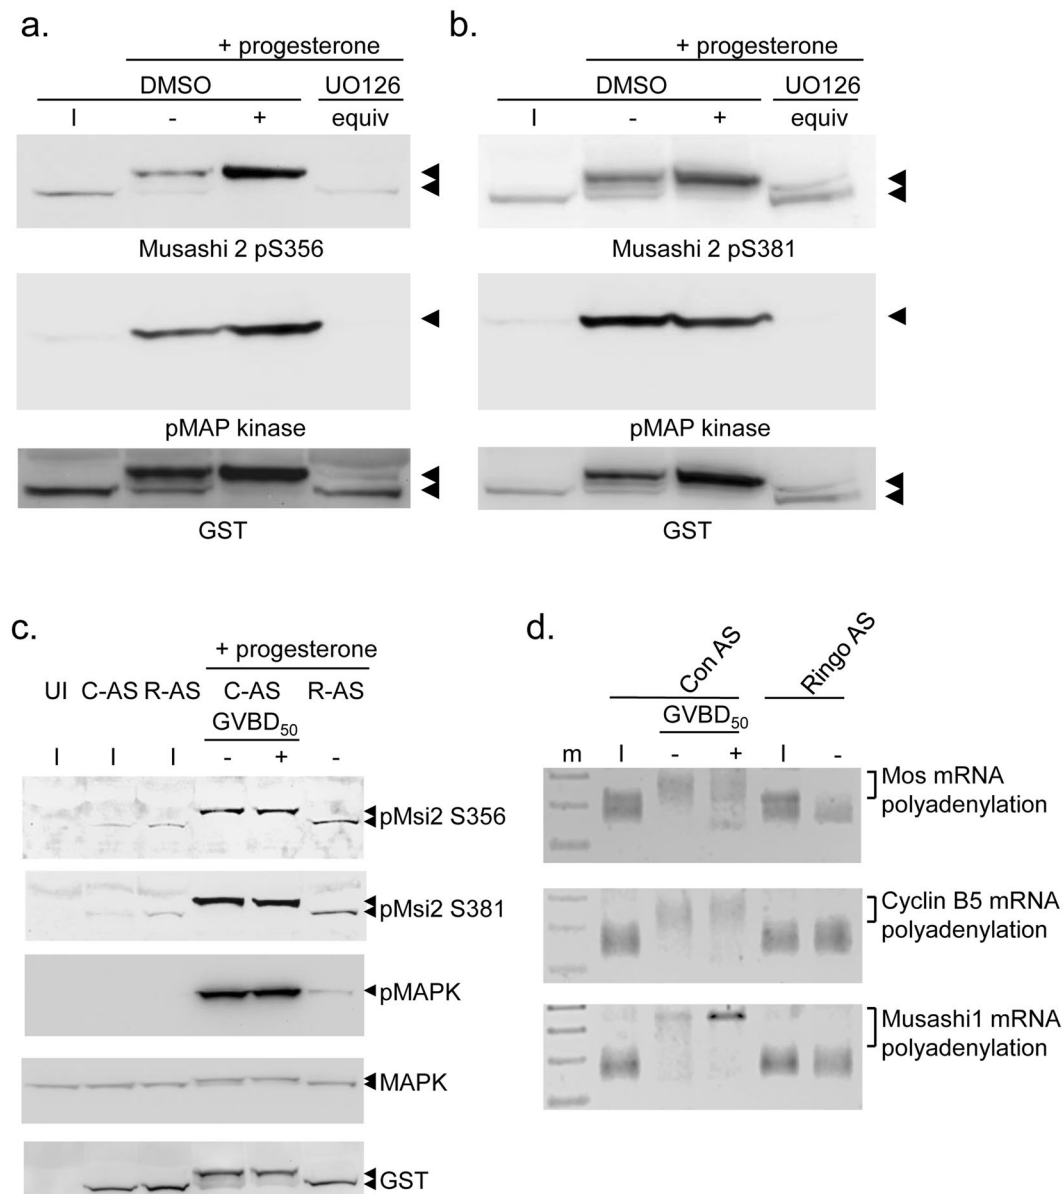 a.
+ progesterone
DMSO
UO126
I
-
+
equiv
Musashi 2 pS356
pMAP kinase
GST
b.
+ progesterone
DMSO
UO126
I
-
+
equiv
Musashi 2 pS381
pMAP kinase
GST
c.
+ progesterone
UI C-AS R-AS C-AS R-AS
GVBD50
I I I - + -
pMsi2 S356
pMsi2 S381
pMAPK
MAPK
GST
d.
Con AS
Ringo AS
GVBD50
m I - + I -
Mos mRNA
polyadenylation
Cyclin B5 mRNA
polyadenylation
Musashi1 mRNA
polyadenylation